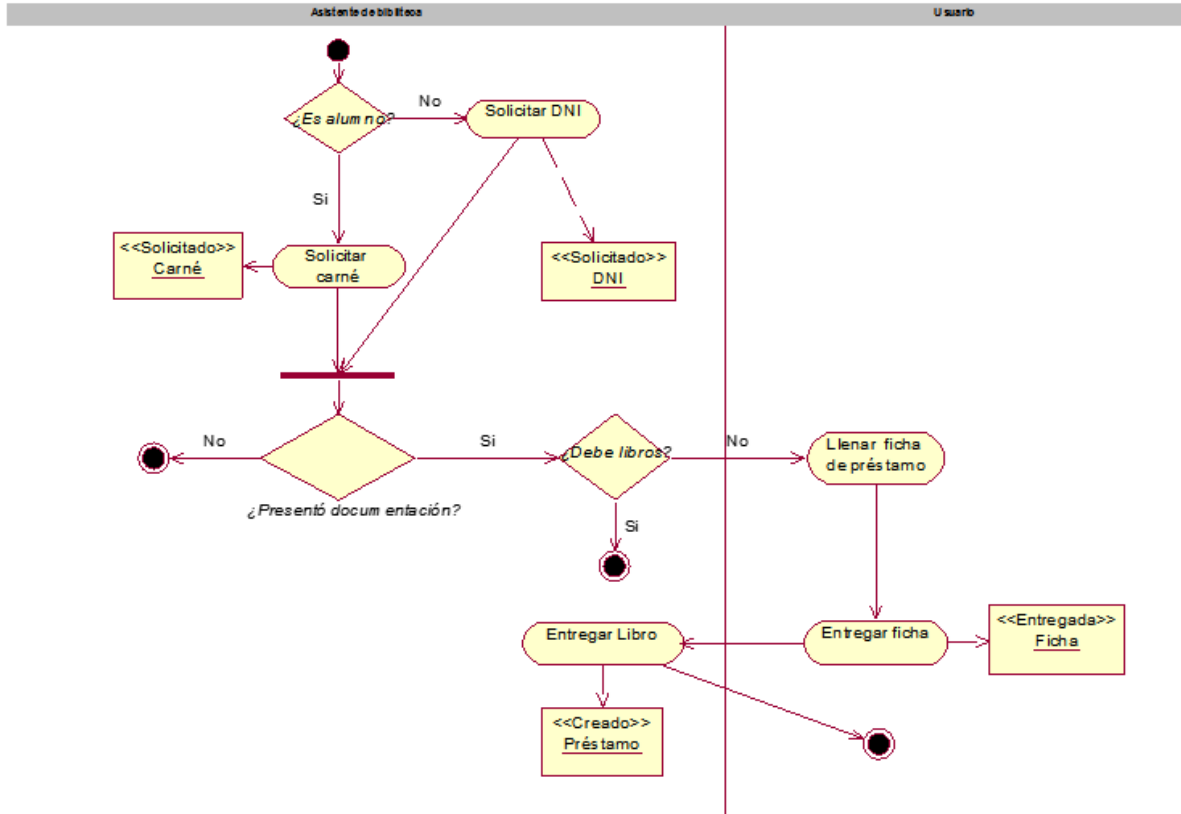 Asistente de bibliteca
Usuario
¿Es alumno?
No
Solicitar DNI
Si
<<Solicitado>>
Carné
Solicitar
carné
<<Solicitado>>
DNI
No
Si
¿Debe libros?
No
Llenar ficha
de préstamo
¿Presentó documentación?
Si
Entregar Libro
Entregar ficha
<<Entregada>>
Ficha
<<Creado>>
Préstamo